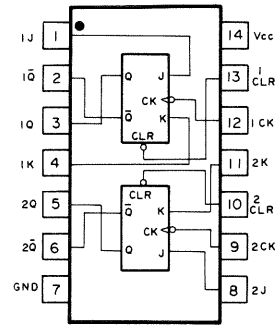 1J 1 14 Vcc
1Q̄ 2 Q J 13 1 CLR
CK
1Q 3 Q̄ K 12 1CK
CLR
1K 4 11 2K
CLR
2Q 5 Q̄ K 10 2 CLR
CK
2Q̄ 6 Q J 9 2CK
GND 7 8 2J